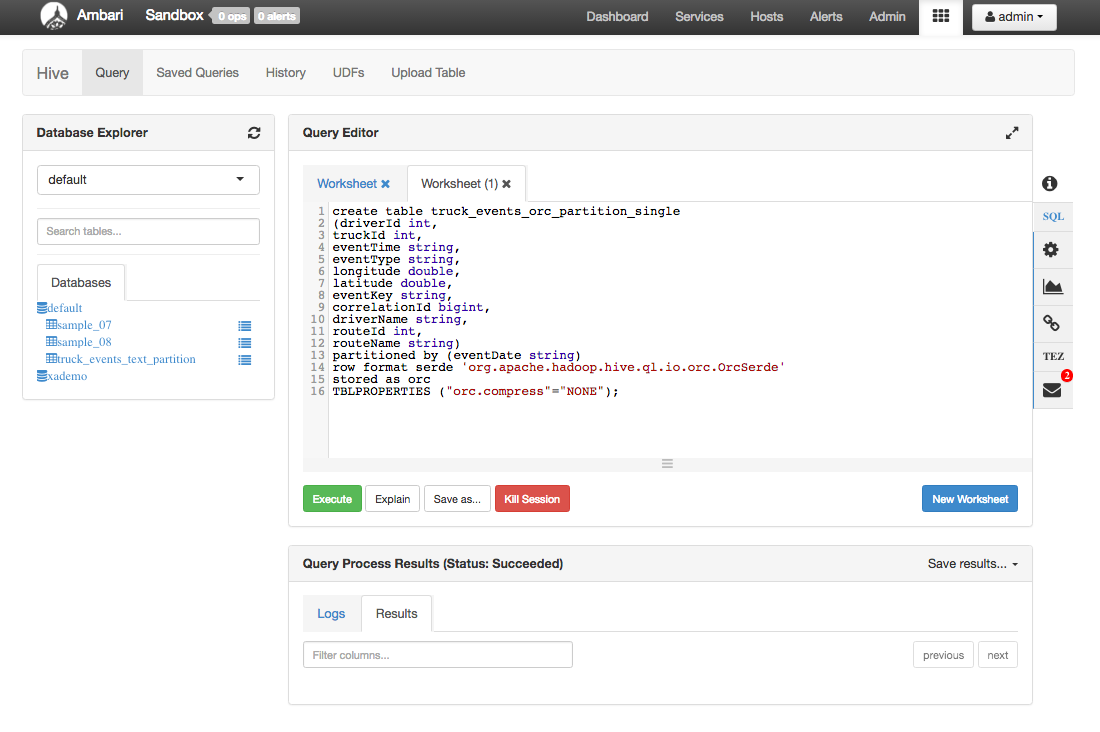 Ambari Sandbox 0 ops 0 alerts Dashboard Services Hosts Alerts Admin admin
Hive Query Saved Queries History UDFs Upload Table
Database Explorer
default
Search tables...
Databases
default
sample_07
sample_08
truck_events_text_partition
xademo
Query Editor
Worksheet Worksheet (1)
1 create table truck_events_orc_partition_single
2 (driverId int,
3 truckId int,
4 eventTime string,
5 eventType string,
6 longitude double,
7 latitude double,
8 eventKey string,
9 correlationId bigint,
10 driverName string,
11 routeId int,
12 routeName string)
13 partitioned by (eventDate string)
14 row format serde 'org.apache.hadoop.hive.ql.io.orc.OrcSerde'
15 stored as orc
16 TBLPROPERTIES ("orc.compress"="NONE");
Execute Explain Save as... Kill Session New Worksheet
Query Process Results (Status: Succeeded) Save results...
Logs Results
Filter columns... previous next
SQL
TEZ
2